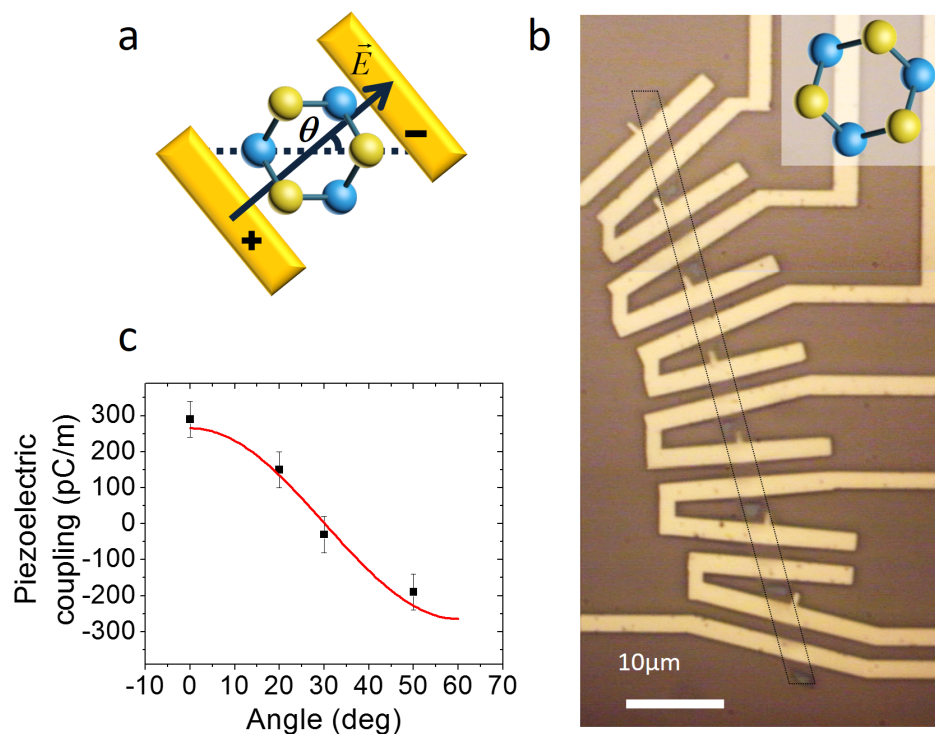 a
E
θ
-
+
b
10μm
c
Piezoelectric
coupling (pC/m)
300
200
100
0
-100
-200
-300
-10 0 10 20 30 40 50 60 70
Angle (deg)